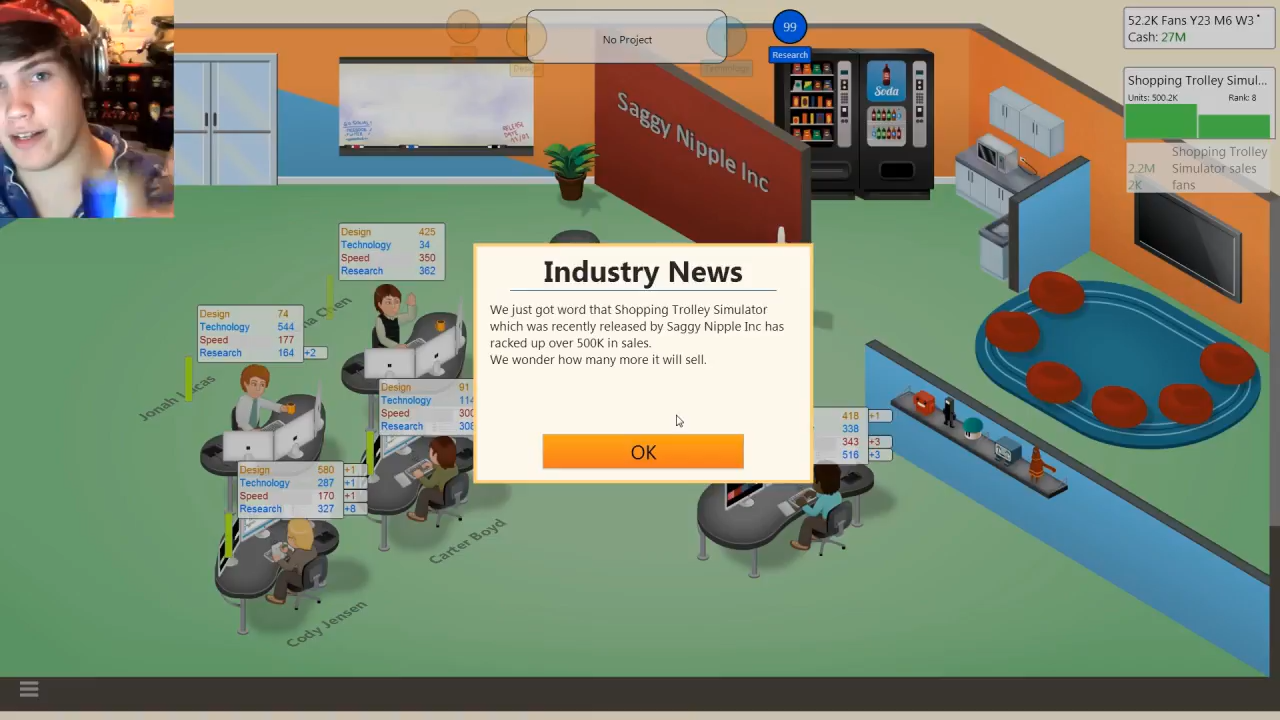 No Project
99
Research
52.2K Fans Y23 M6 W3
Cash: 27M
Shopping Trolley Simul...
Units: 500.2K
Rank: 8
2.2M
2K
Shopping Trolley
Simulator sales
fans
Soda
Saggy Nipple Inc
RELEASE
Design 425
Technology 34
Speed 350
Research 362
Design 74
Technology 544
Speed 177
Research 164 +2
Jonah Lucas
Chen
Industry News
We just got word that Shopping Trolley Simulator
which was recently released by Saggy Nipple Inc has
racked up over 500K in sales.
We wonder how many more it will sell.
OK
Design 91
Technology 114
Speed 300
Research 308
418 +1
338
343 +3
516 +3
Design 580 +1
Technology 287 +1
Speed 170 +1
Research 327 +8
Carter Boyd
Cody Jensen